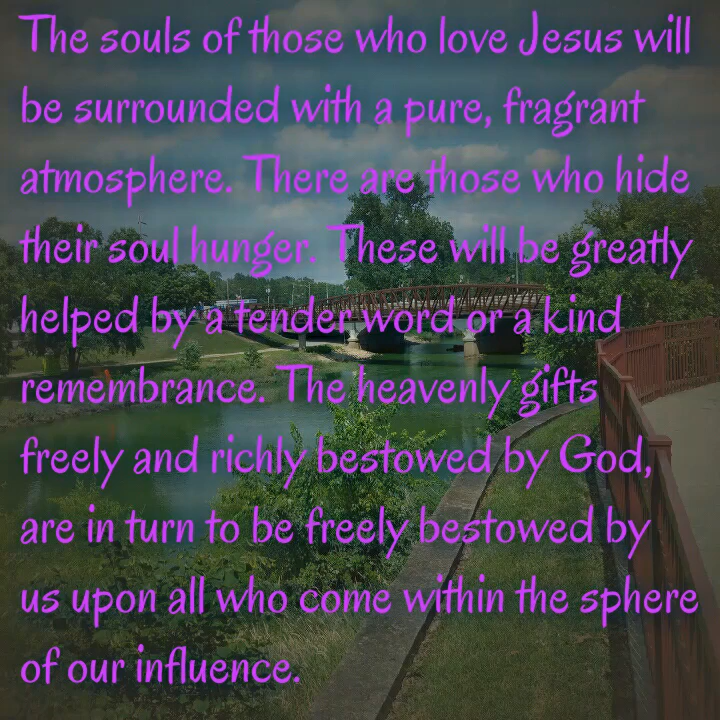 The souls of those who love Jesus will
be surrounded with a pure, fragrant
atmosphere. There are those who hide
their soul hunger. These will be greatly
helped by a tender word or a kind
remembrance. The heavenly gifts
freely and richly bestowed by God,
are in turn to be freely bestowed by
us upon all who come within the sphere
of our influence.